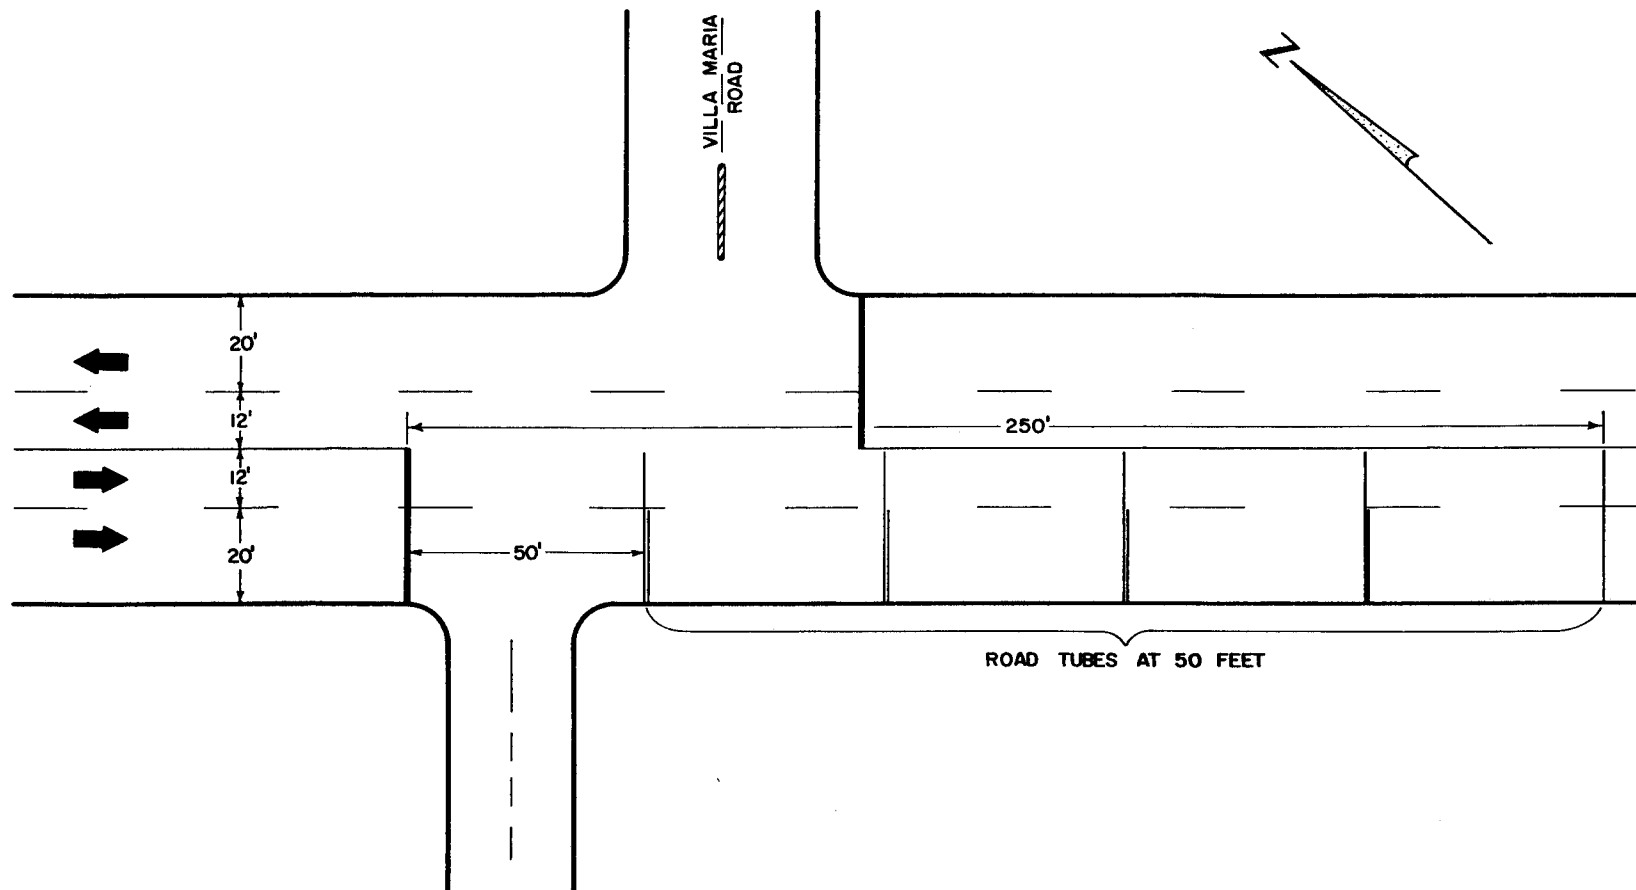 VILLA MARIA
ROAD
N
20'
12'
250'
12'
20'
50'
ROAD TUBES AT 50 FEET